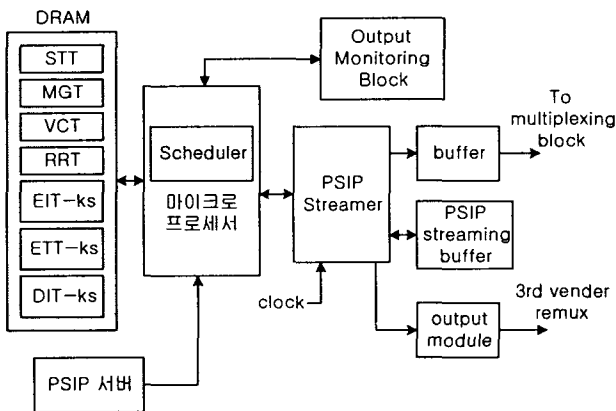 DRAM
STT
MGT
VCT
RRT
EIT-ks
ETT-ks
DIT-ks
Scheduler
마이크로
프로세서
PSIP 서버
Output
Monitoring
Block
PSIP
Streamer
clock
buffer
To
multiplexing
block
PSIP
streaming
buffer
output
module
3rd vender
remux